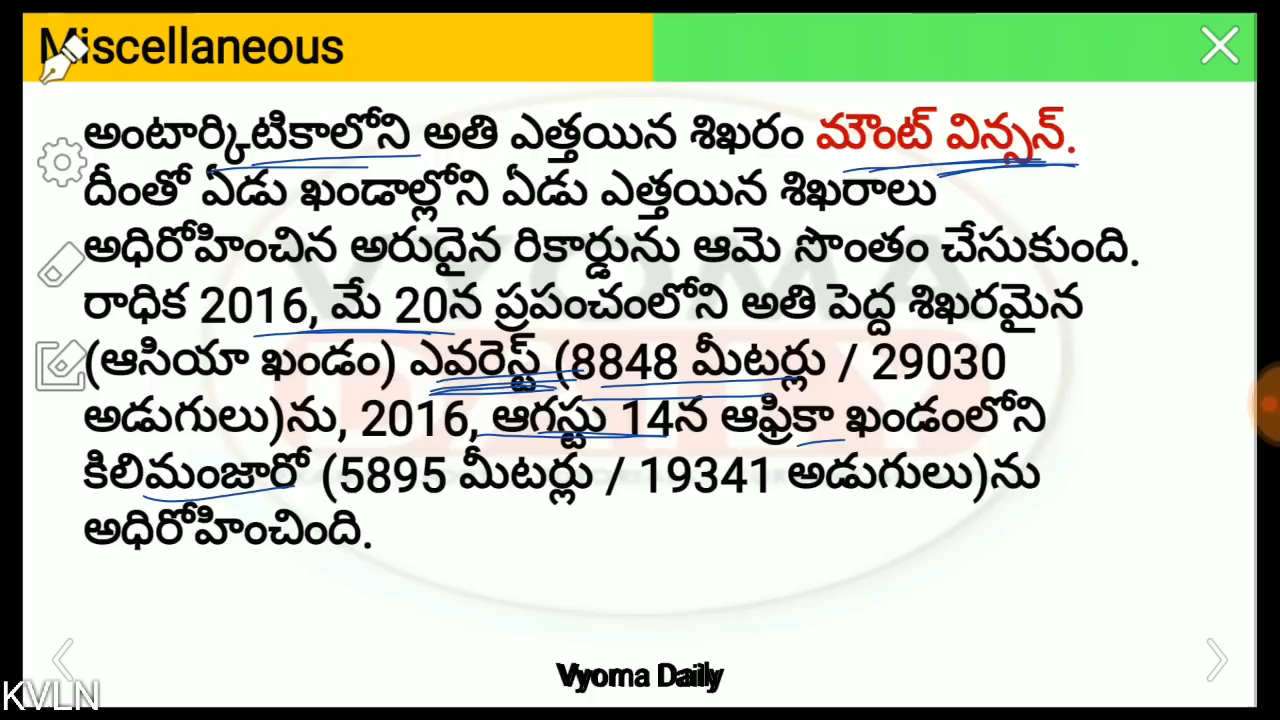 Miscellaneous
అంటార్కిటికాలోని అతి ఎత్తయిన శిఖరం మౌంట్ విన్సన్.
దీంతో ఏడు ఖండాల్లోని ఏడు ఎత్తయిన శిఖరాలు
అధిరోహించిన అరుదైన రికార్డును ఆమె సొంతం చేసుకుంది.
రాధిక 2016, మే 20న ప్రపంచంలోని అతి పెద్ద శిఖరమైన
(ఆసియా ఖండం) ఎవరెస్ట్ (8848 మీటర్లు / 29030
అడుగులు)ను, 2016, ఆగస్టు 14న ఆఫ్రికా ఖండంలోని
కిలిమంజారో (5895 మీటర్లు / 19341 అడుగులు)ను
అధిరోహించింది.
Vyoma Daily
KVLN